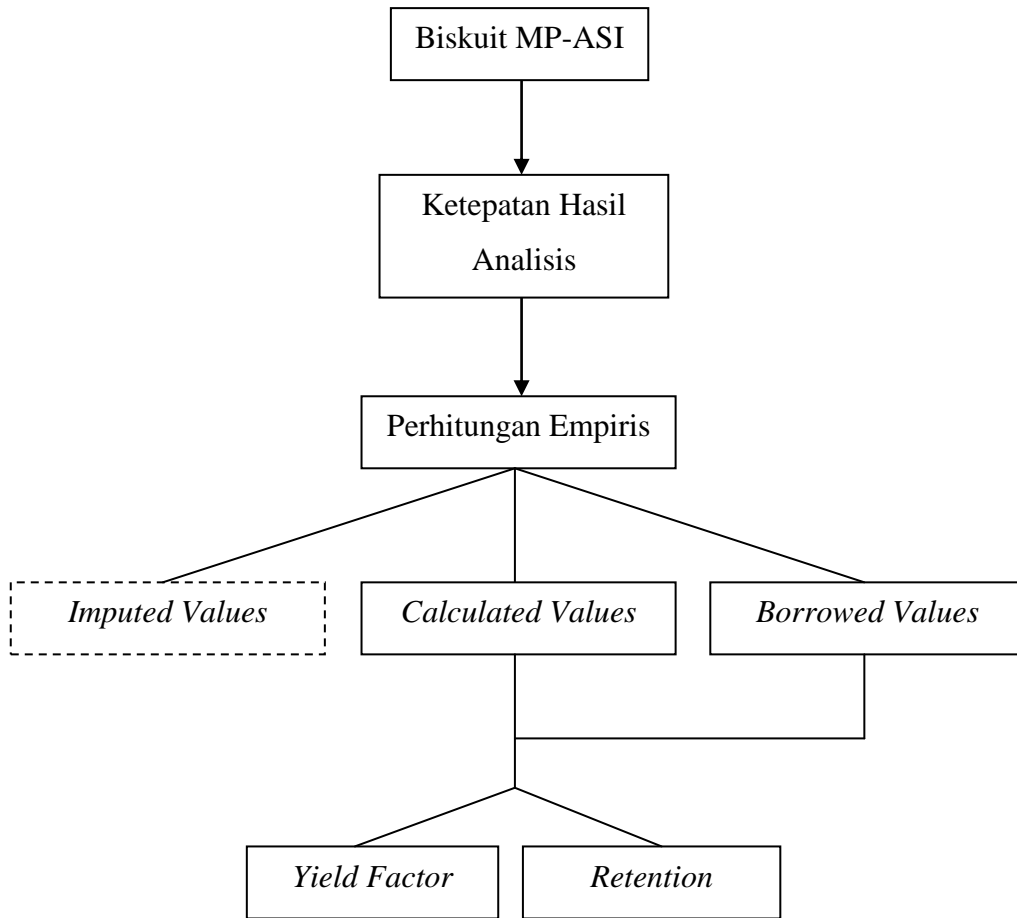 Biskuit MP-ASI
Ketepatan Hasil
Analisis
Perhitungan Empiris
Imputed Values
Calculated Values
Borrowed Values
Yield Factor
Retention